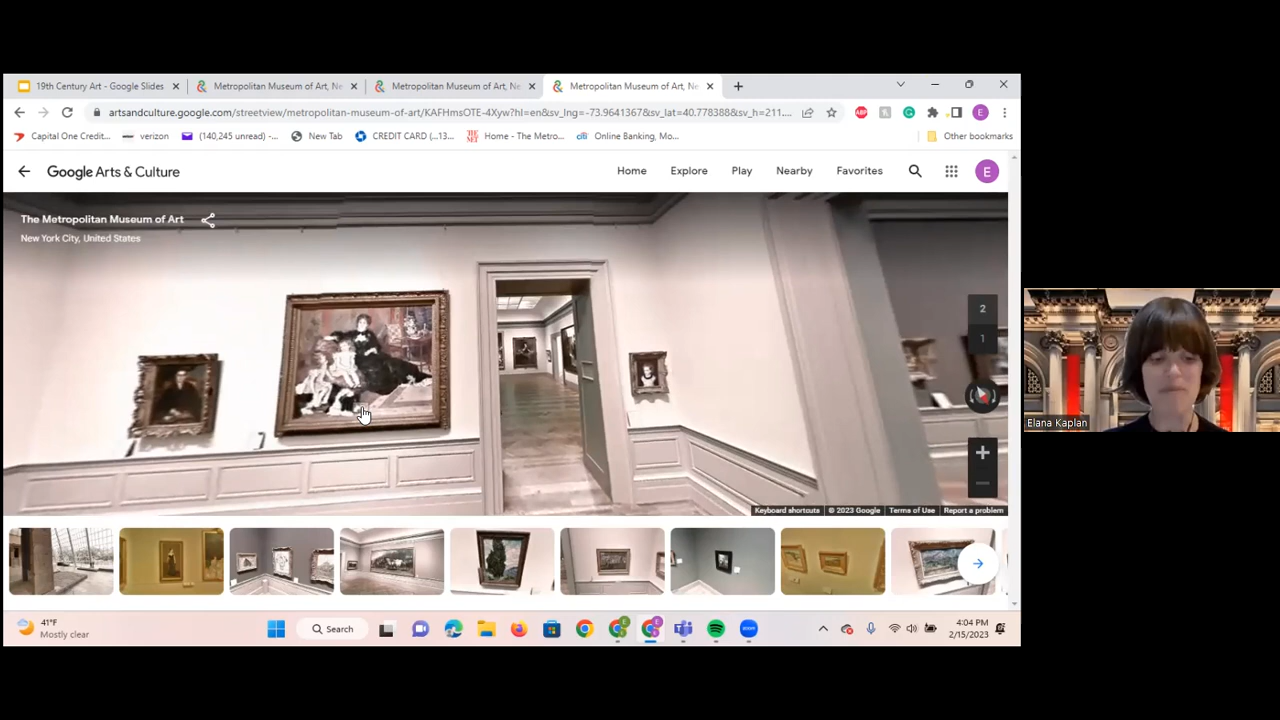 19th Century Art - Google Slides
Metropolitan Museum of Art, Ne
Metropolitan Museum of Art, Ne
Metropolitan Museum of Art, Ne
artsandculture.google.com/streetview/metropolitan-museum-of-art/KAFHmsOTE-4Xyw?hl=en&sv_lng=-73.9641367&sv_lat=40.778388&sv_h=211....
ABP
E
Capital One Credit...
verizon
(140,245 unread) -...
New Tab
CREDIT CARD (...13...
Home - The Metro...
citi Online Banking, Mo...
Other bookmarks
Google Arts & Culture
Home
Explore
Play
Nearby
Favorites
E
The Metropolitan Museum of Art
New York City, United States
2
1
Elana Kaplan
Keyboard shortcuts
© 2023 Google
Terms of Use
Report a problem
41°F
Mostly clear
Search
zoom
4:04 PM
2/15/2023